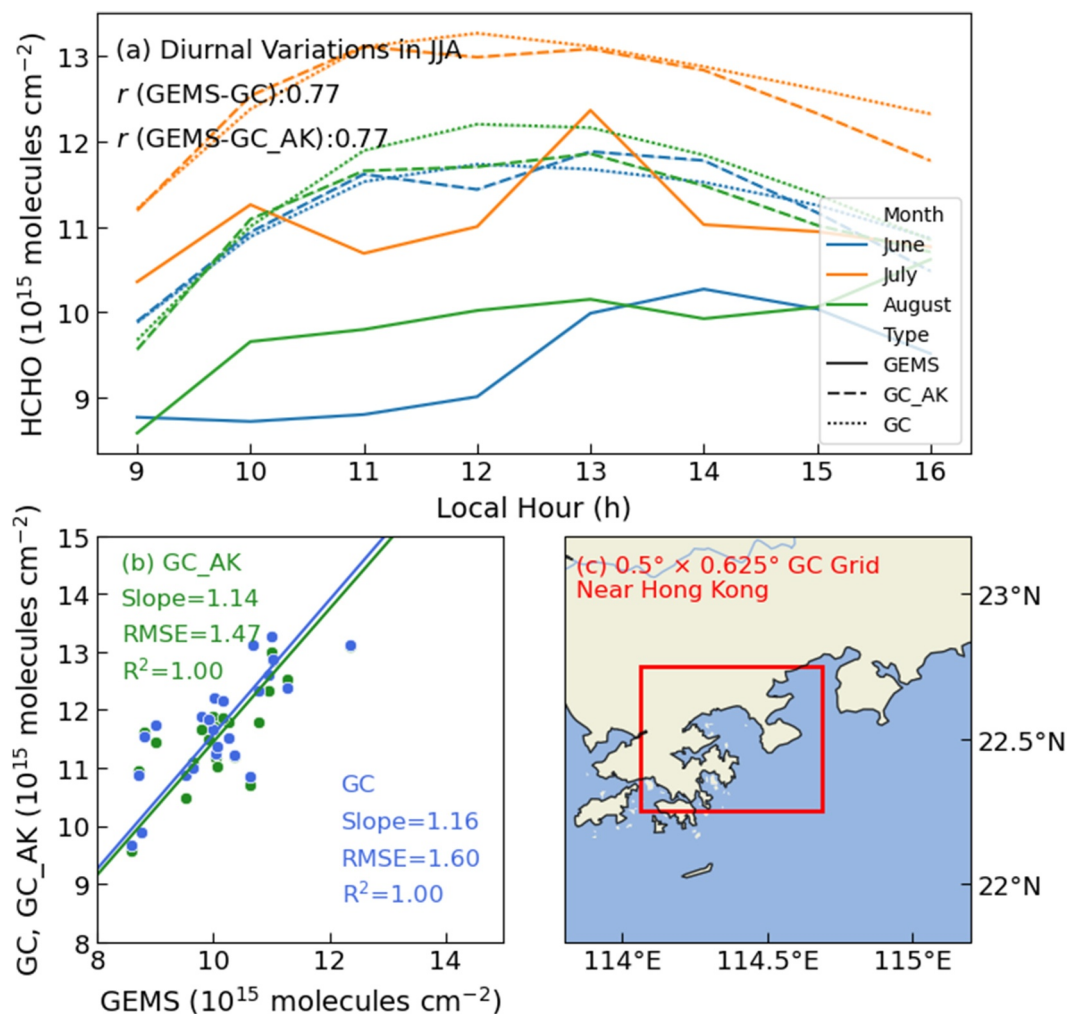 (a) Diurnal Variations in JJA
r (GEMS-GC):0.77
r (GEMS-GC_AK):0.77
HCHO (10¹⁵ molecules cm⁻²)
13
12
11
10
9
Month
June
July
August
Type
GEMS
GC_AK
GC
9 10 11 12 13 14 15 16
Local Hour (h)
GC, GC_AK (10¹⁵ molecules cm⁻²)
15
14
13
12
11
10
9
8
(b) GC_AK
Slope=1.14
RMSE=1.47
R²=1.00
GC
Slope=1.16
RMSE=1.60
R²=1.00
8 10 12 14
GEMS (10¹⁵ molecules cm⁻²)
(c) 0.5° × 0.625° GC Grid
Near Hong Kong
23°N
22.5°N
22°N
114°E 114.5°E 115°E